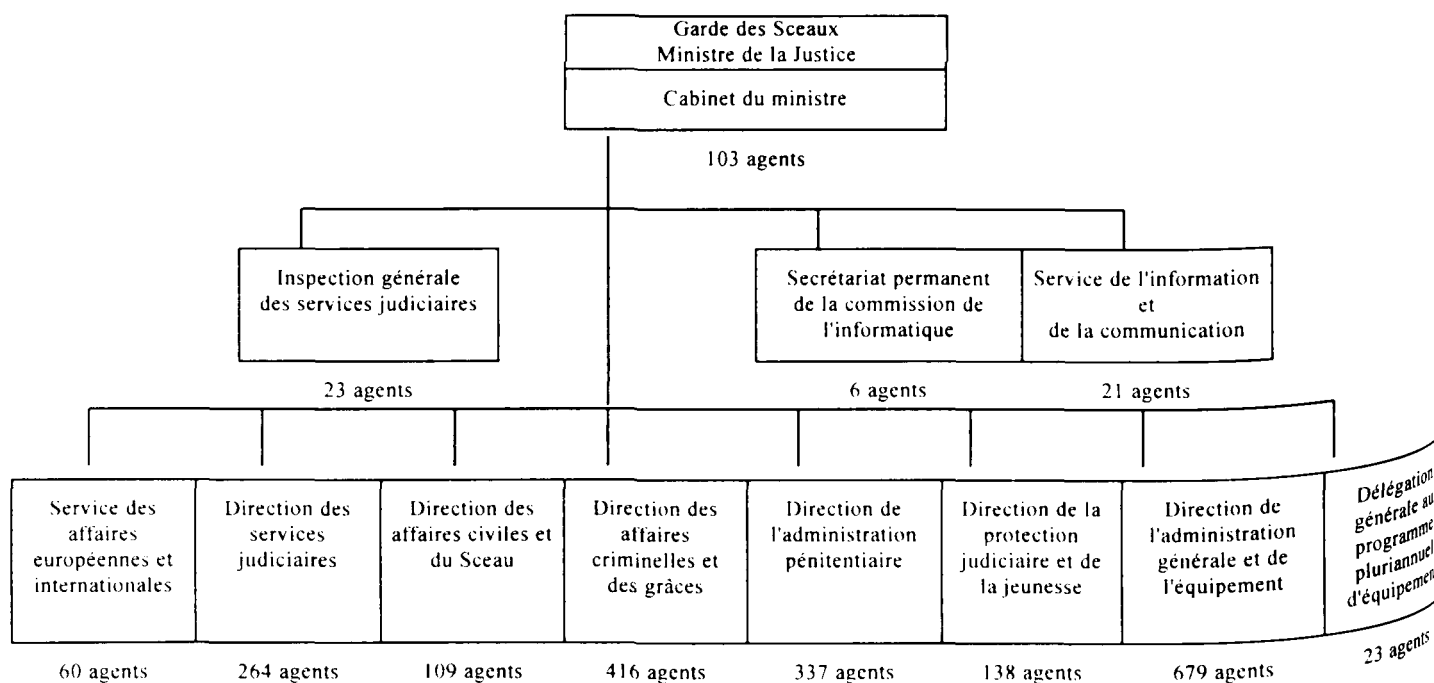 Garde des Sceaux
Ministre de la Justice
Cabinet du ministre
103 agents
Inspection générale
des services judiciaires
23 agents
Secrétariat permanent
de la commission de
l'informatique
6 agents
Service de l'information
et
de la communication
21 agents
Service des
affaires
européennes et
internationales
60 agents
Direction des
services
judiciaires
264 agents
Direction des
affaires civiles et
du Sceau
109 agents
Direction des
affaires
criminelles et
des grâces
416 agents
Direction de
l'administration
pénitentiaire
337 agents
Direction de la
protection
judiciaire et de
la jeunesse
138 agents
Direction de
l'administration
générale et de
l'équipement
679 agents
Délégation
générale au
programme
pluriannuel
d'équipemen
23 agents